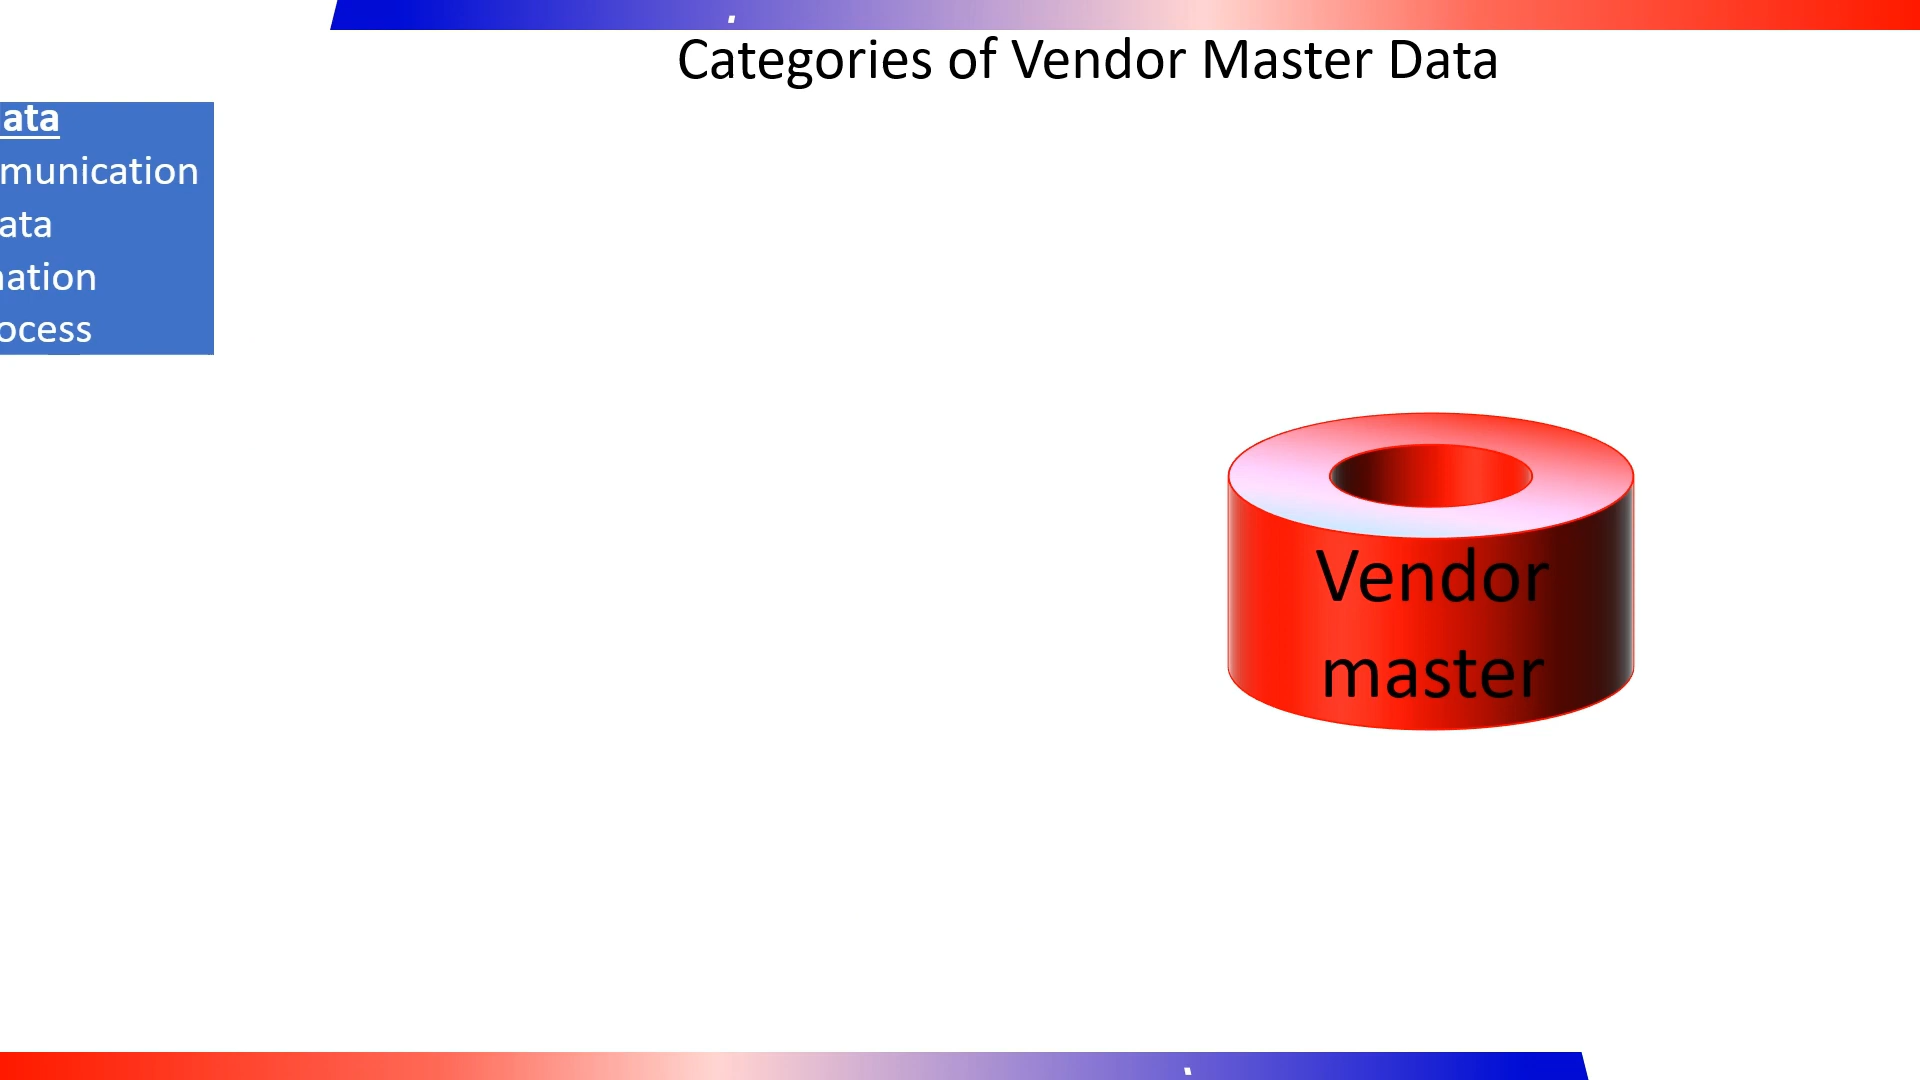 Categories of Vendor Master Data
ata
munication
ata
ation
ocess
Vendor
master